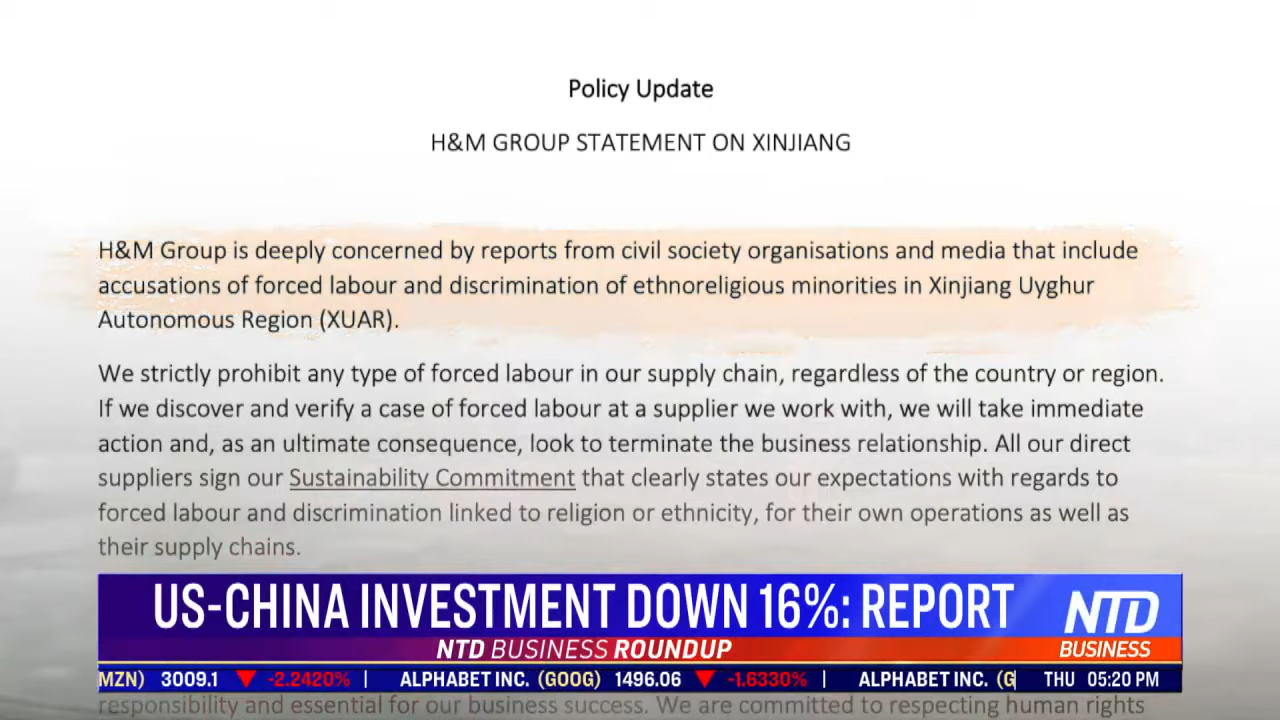 Policy Update
H&M GROUP STATEMENT ON XINJIANG
H&M Group is deeply concerned by reports from civil society organisations and media that include
accusations of forced labour and discrimination of ethnoreligious minorities in Xinjiang Uyghur
Autonomous Region (XUAR).
We strictly prohibit any type of forced labour in our supply chain, regardless of the country or region.
If we discover and verify a case of forced labour at a supplier we work with, we will take immediate
action and, as an ultimate consequence, look to terminate the business relationship. All our direct
suppliers sign our Sustainability Commitment that clearly states our expectations with regards to
forced labour and discrimination linked to religion or ethnicity, for their own operations as well as
their supply chains.
US-CHINA INVESTMENT DOWN 16%: REPORT
NTD
NTD BUSINESS ROUNDUP
BUSINESS
MZN) 3009.1 ▼ -2.2420% | ALPHABET INC. (GOOG) 1496.06 ▼ -1.6330% | ALPHABET INC. (G THU 05:20 PM
responsibility and essential for our business success. We are committed to respecting human rights